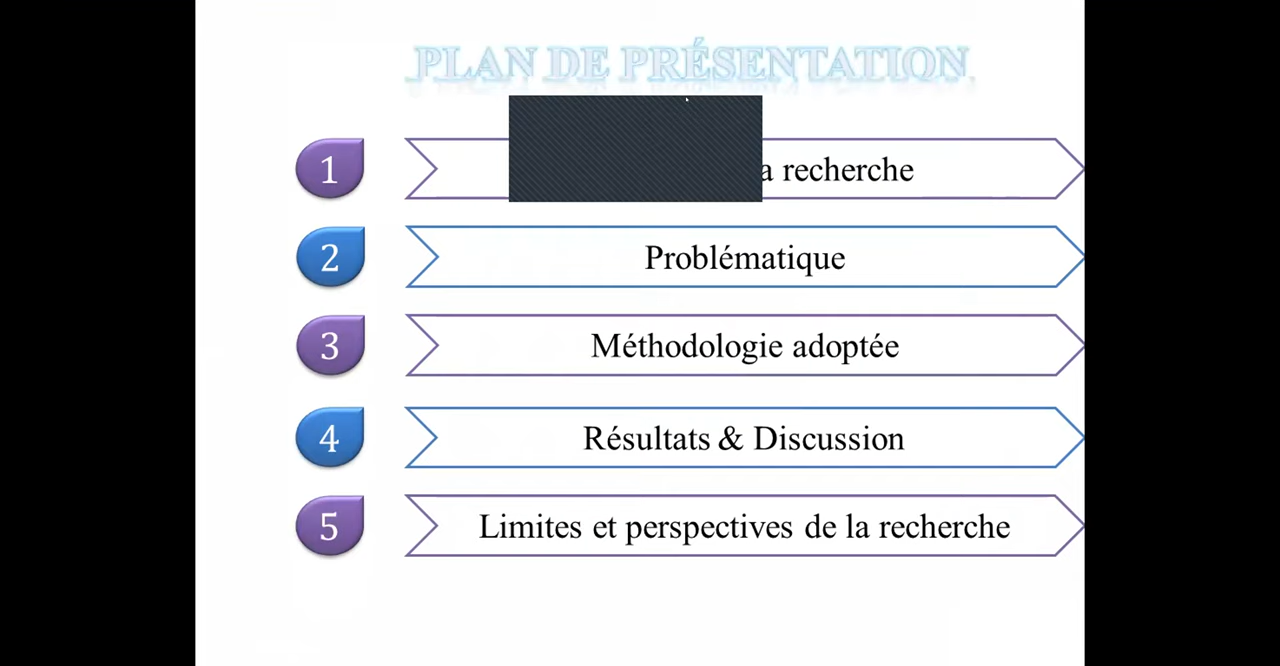 PLAN DE PRÉSENTATION
1
a recherche
2
Problématique
3
Méthodologie adoptée
4
Résultats & Discussion
5
Limites et perspectives de la recherche